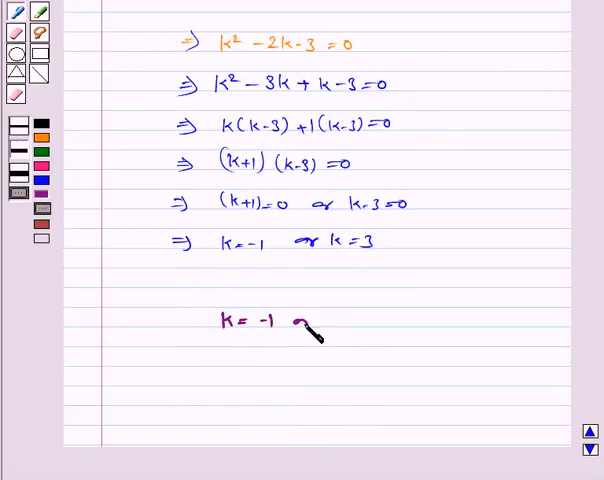 ⇒ k² - 2k - 3 = 0
⇒ k² - 3k + k - 3 = 0
⇒ k(k-3) + 1(k-3) = 0
⇒ (k+1) (k-3) = 0
⇒ (k+1) = 0 or k-3 = 0
⇒ k = -1 or k = 3
k = -1